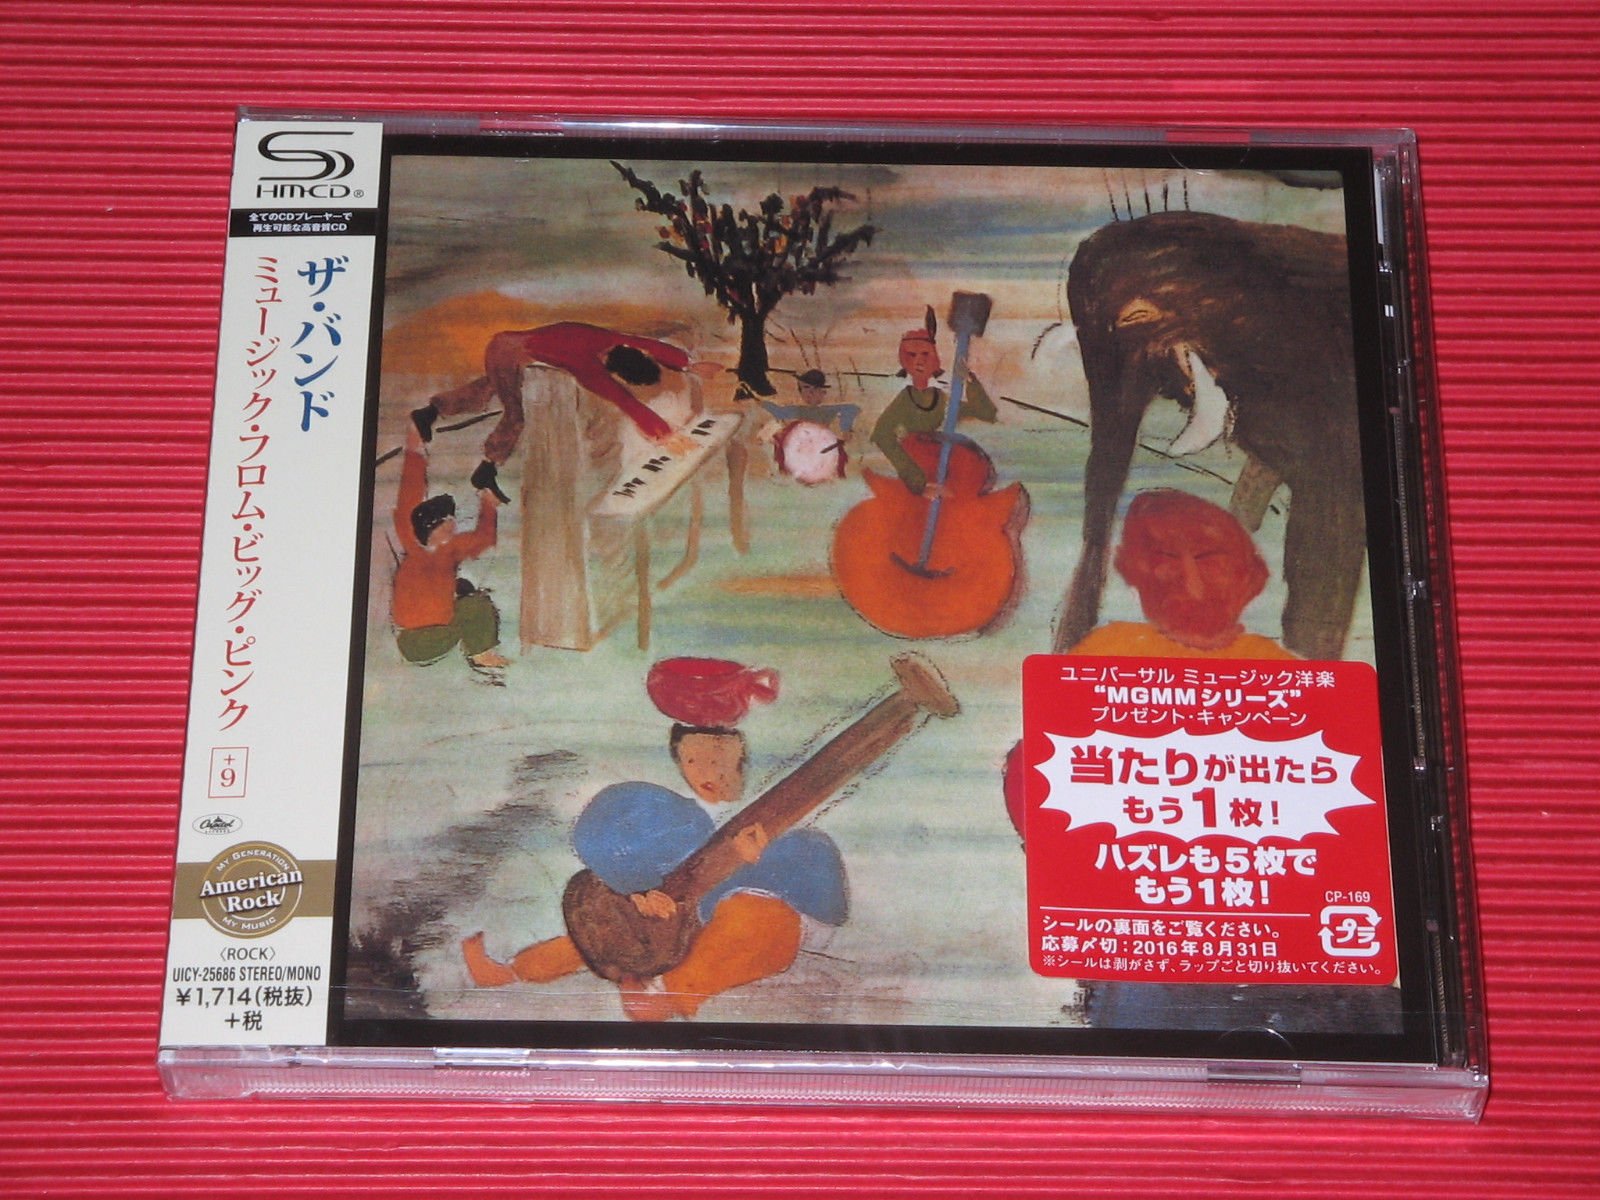 SHM-CD®
全てのCDプレーヤーで
再生可能な高音質CD
ザ・バンド
ミュージック・フロム・ビッグ・ピンク
+9
Capitol
RECORDS
MY GENERATION
American
Rock
MY MUSIC
〈ROCK〉
UICY-25686 STEREO/MONO
¥1,714(税抜)
+税
ユニバーサル ミュージック洋楽
“MGMMシリーズ”
プレゼント・キャンペーン
当たりが出たら
もう1枚!
ハズレも5枚で
もう1枚!
CP-169
プラ
シールの裏面をご覧ください。
応募〆切：2016年8月31日
※シールは剥がさず、ラップごと切り抜いてください。